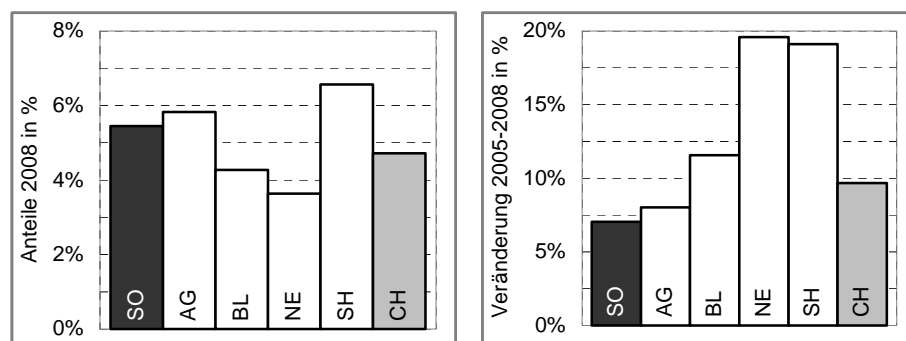 Anteile 2008 in %
8%
6%
4%
2%
0%
SO
AG
BL
NE
SH
CH
Veränderung 2005-2008 in %
20%
15%
10%
5%
0%
SO
AG
BL
NE
SH
CH